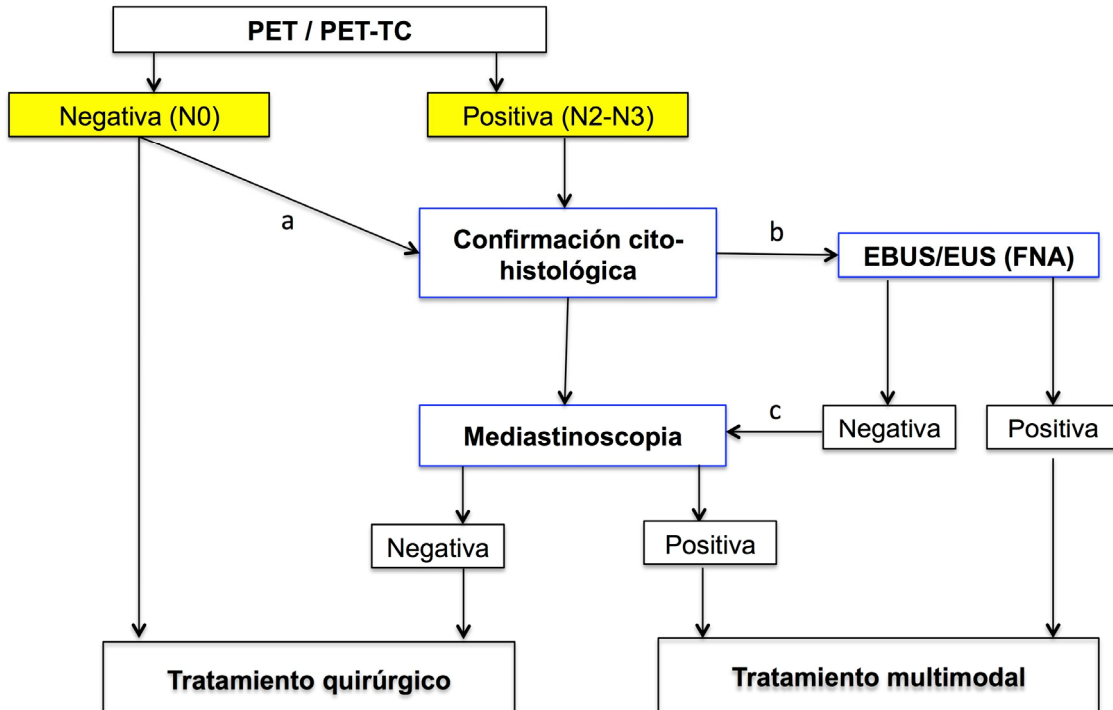 PET / PET-TC
Negativa (N0)
Positiva (N2-N3)
a
Confirmación cito-
histológica
b
EBUS/EUS (FNA)
c
Mediastinoscopia
Negativa
Positiva
Negativa
Positiva
Tratamiento quirúrgico
Tratamiento multimodal